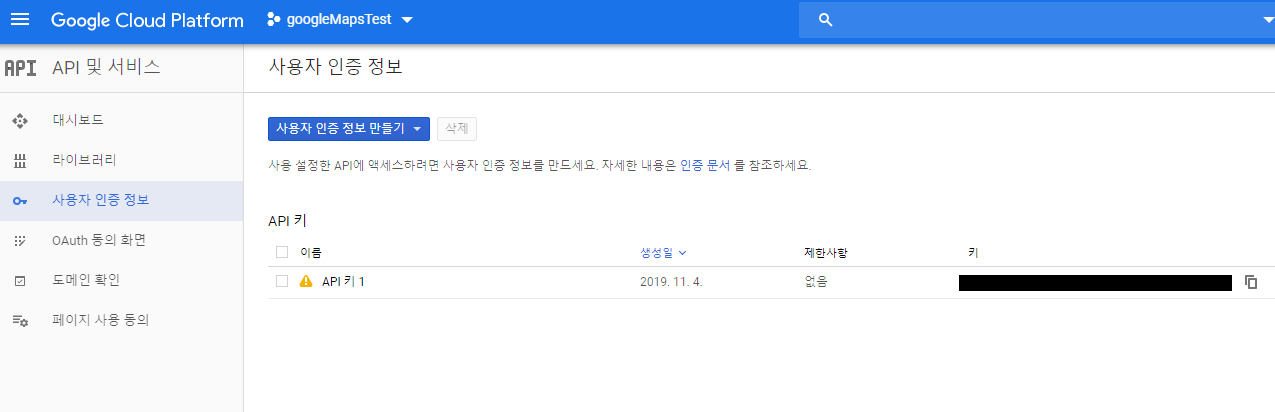 Google Cloud Platform googleMapsTest
API API 및 서비스 사용자 인증 정보
대시보드
라이브러리
사용자 인증 정보
OAuth 동의 화면
도메인 확인
페이지 사용 동의
사용자 인증 정보 만들기 삭제
사용 설정한 API에 액세스하려면 사용자 인증 정보를 만드세요. 자세한 내용은 인증 문서 를 참조하세요.
API 키
이름 생성일 제한사항 키
API 키 1 2019. 11. 4. 없음